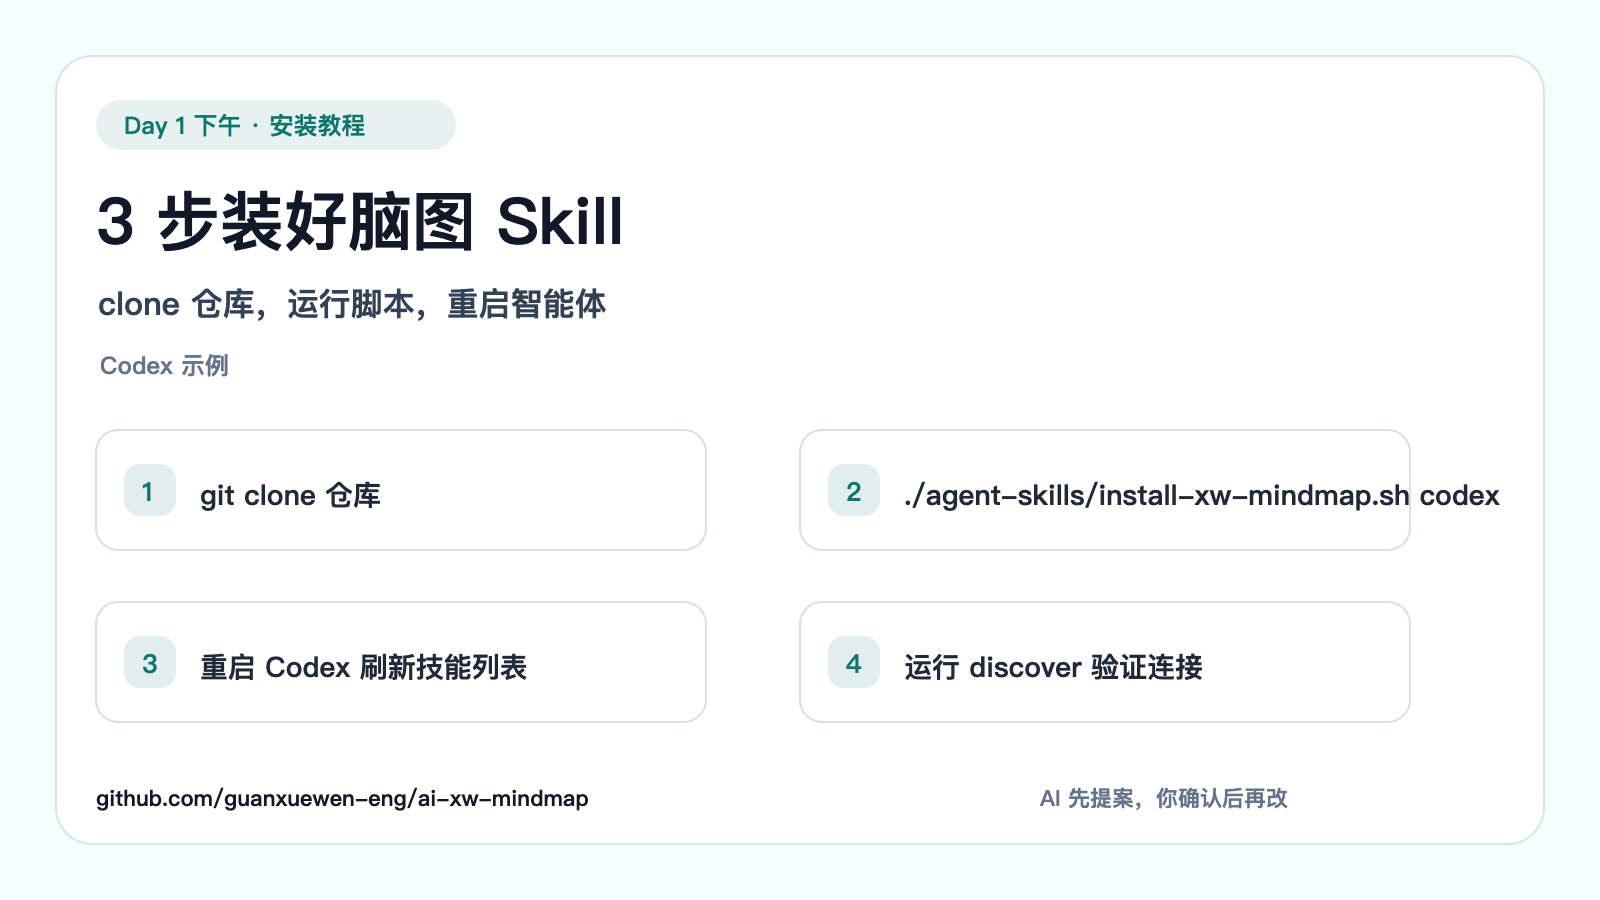 Day 1 下午 · 安装教程
3 步装好脑图 Skill
clone 仓库，运行脚本，重启智能体
Codex 示例
1 git clone 仓库
2 ./agent-skills/install-xw-mindmap.sh codex
3 重启 Codex 刷新技能列表
4 运行 discover 验证连接
github.com/guanxuewen-eng/ai-xw-mindmap
AI 先提案，你确认后再改